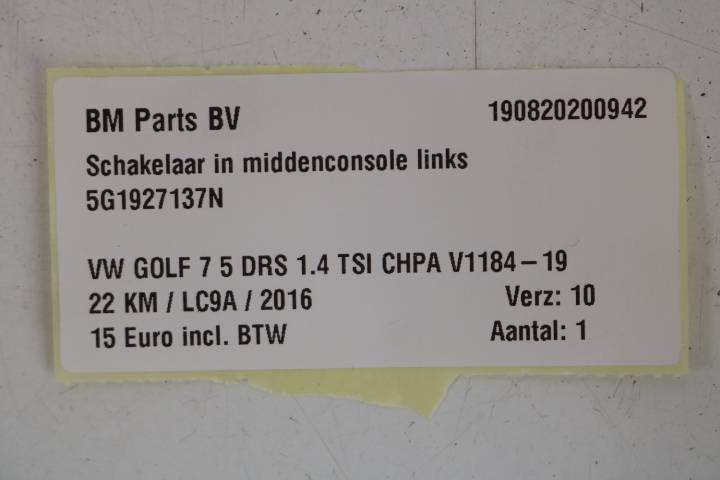 BM Parts BV 190820200942
Schakelaar in middenconsole links
5G1927137N
VW GOLF 7 5 DRS 1.4 TSI CHPA V1184-19
22 KM / LC9A / 2016 Verz: 10
15 Euro incl. BTW Aantal: 1